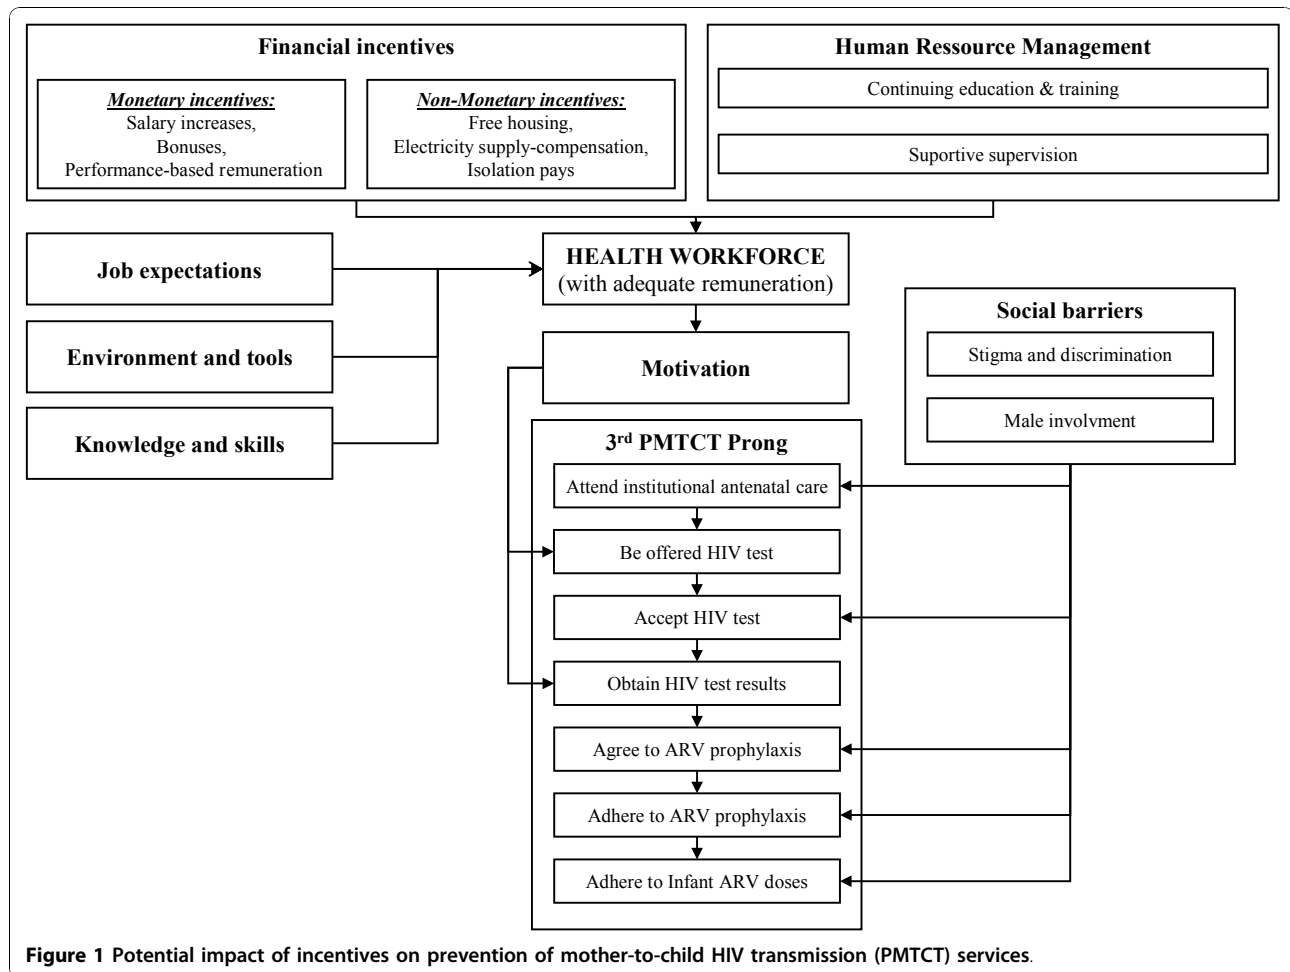 Financial incentives
Monetary incentives:
Salary increases,
Bonuses,
Performance-based remuneration
Non-Monetary incentives:
Free housing,
Electricity supply-compensation,
Isolation pays
Human Ressource Management
Continuing education & training
Suportive supervision
Job expectations
Environment and tools
Knowledge and skills
HEALTH WORKFORCE
(with adequate remuneration)
Motivation
Social barriers
Stigma and discrimination
Male involvment
3rd PMTCT Prong
Attend institutional antenatal care
Be offered HIV test
Accept HIV test
Obtain HIV test results
Agree to ARV prophylaxis
Adhere to ARV prophylaxis
Adhere to Infant ARV doses
Figure 1 Potential impact of incentives on prevention of mother-to-child HIV transmission (PMTCT) services.